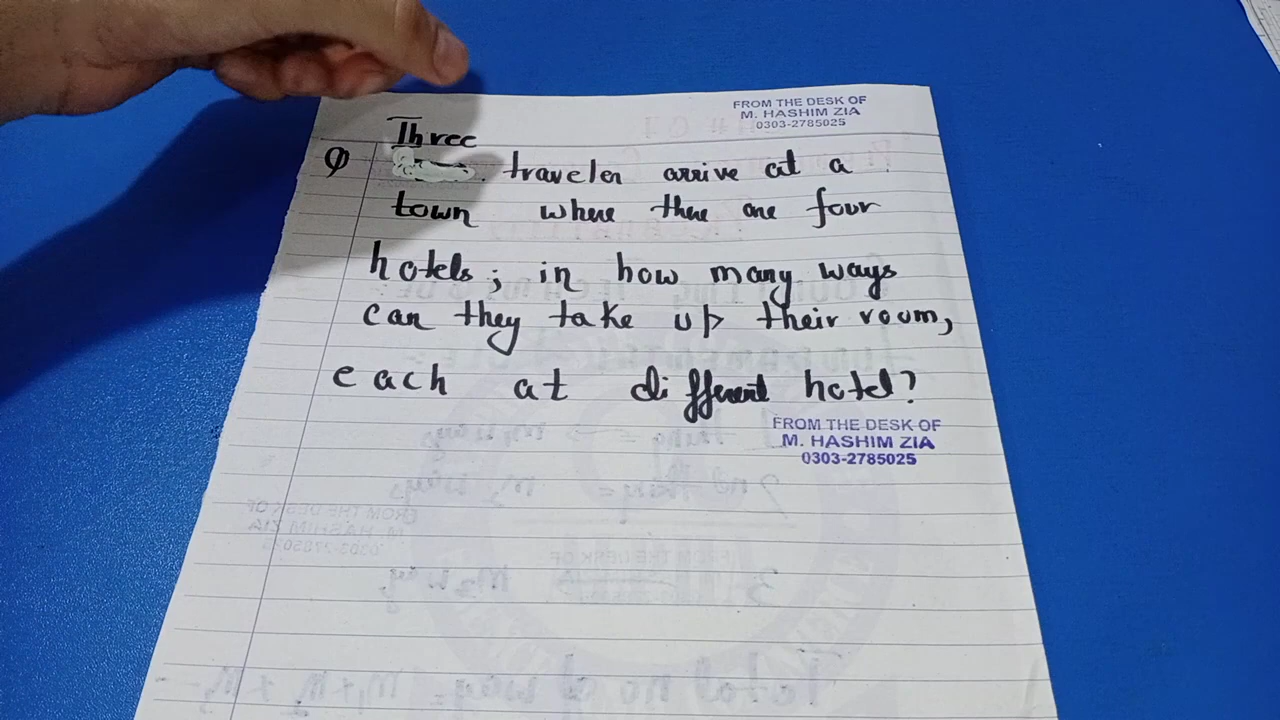 FROM THE DESK OF
M. HASHIM ZIA
0303-2785025
Three
Q traveler arrive at a
town where there are four
hotels; in how many ways
can they take up their room,
each at different hotel?
FROM THE DESK OF
M. HASHIM ZIA
0303-2785025